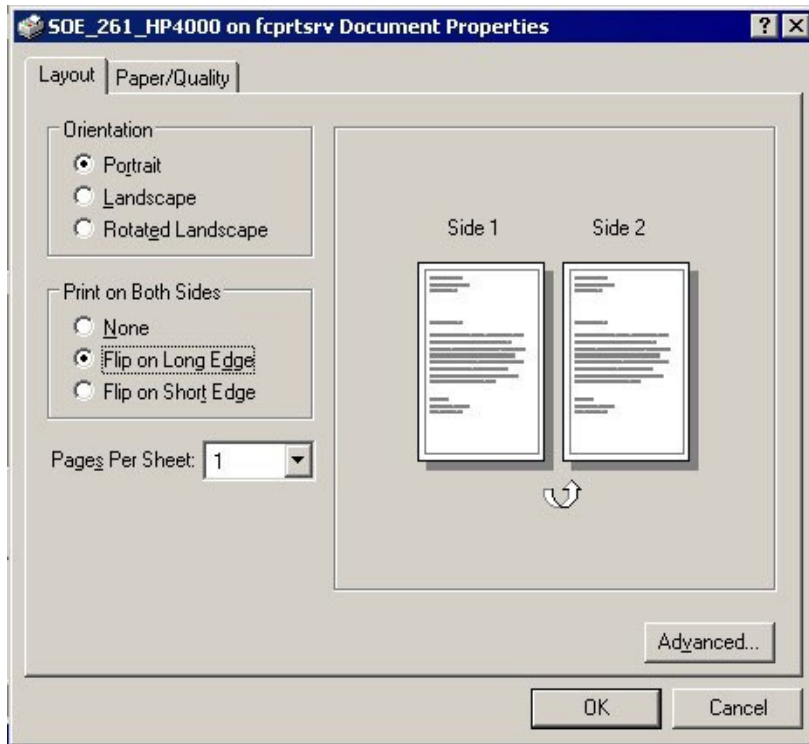 SOE_261_HP4000 on fcprtsrv Document Properties
Layout
Paper/Quality
Orientation
Portrait
Landscape
Rotated Landscape
Print on Both Sides
None
Flip on Long Edge
Flip on Short Edge
Pages Per Sheet: 1
Side 1 Side 2
Advanced...
OK Cancel